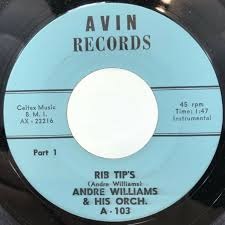 AVIN
RECORDS
Celtex Music
B. M. I.
AX - 22216
45 rpm
Time: 1:47
Instrumental
Part 1
RIB TIP'S
(Andre Williams)
ANDRE WILLIAMS
& HIS ORCH.
A - 103